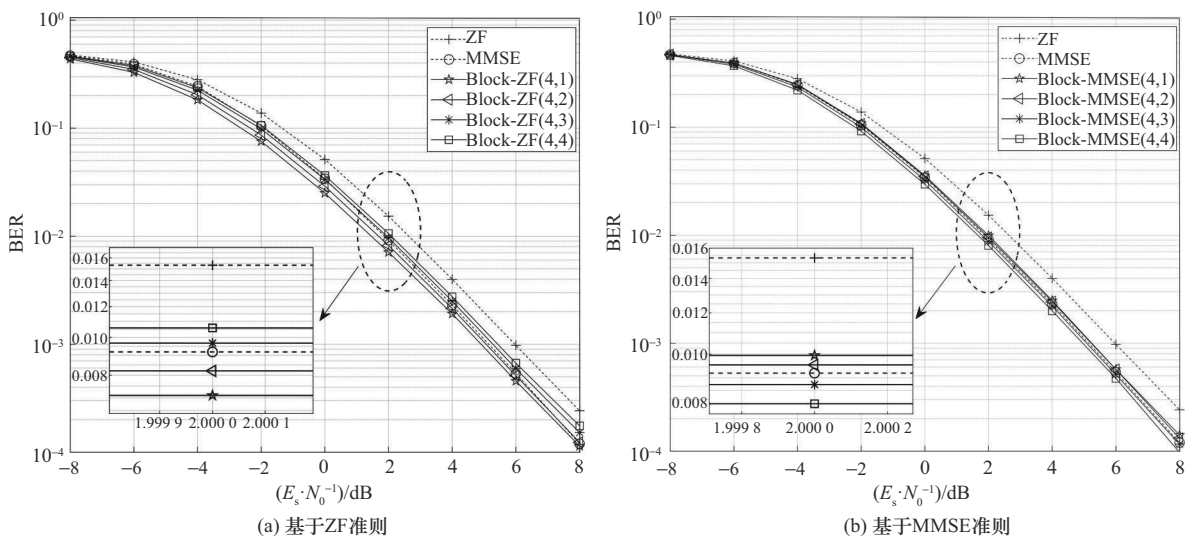 10⁰
10⁻¹
10⁻²
10⁻³
10⁻⁴
BER
ZF
MMSE
Block-ZF(4,1)
Block-ZF(4,2)
Block-ZF(4,3)
Block-ZF(4,4)
0.016
0.014
0.012
0.010
0.008
1.999 9 2.000 0 2.000 1
−8 −6 −4 −2 0 2 4 6 8
(Eₛ·N₀⁻¹)/dB
(a) 基于ZF准则
10⁰
10⁻¹
10⁻²
10⁻³
10⁻⁴
BER
ZF
MMSE
Block-MMSE(4,1)
Block-MMSE(4,2)
Block-MMSE(4,3)
Block-MMSE(4,4)
0.016
0.014
0.012
0.010
0.008
1.999 8 2.000 0 2.000 2
−8 −6 −4 −2 0 2 4 6 8
(Eₛ·N₀⁻¹)/dB
(b) 基于MMSE准则